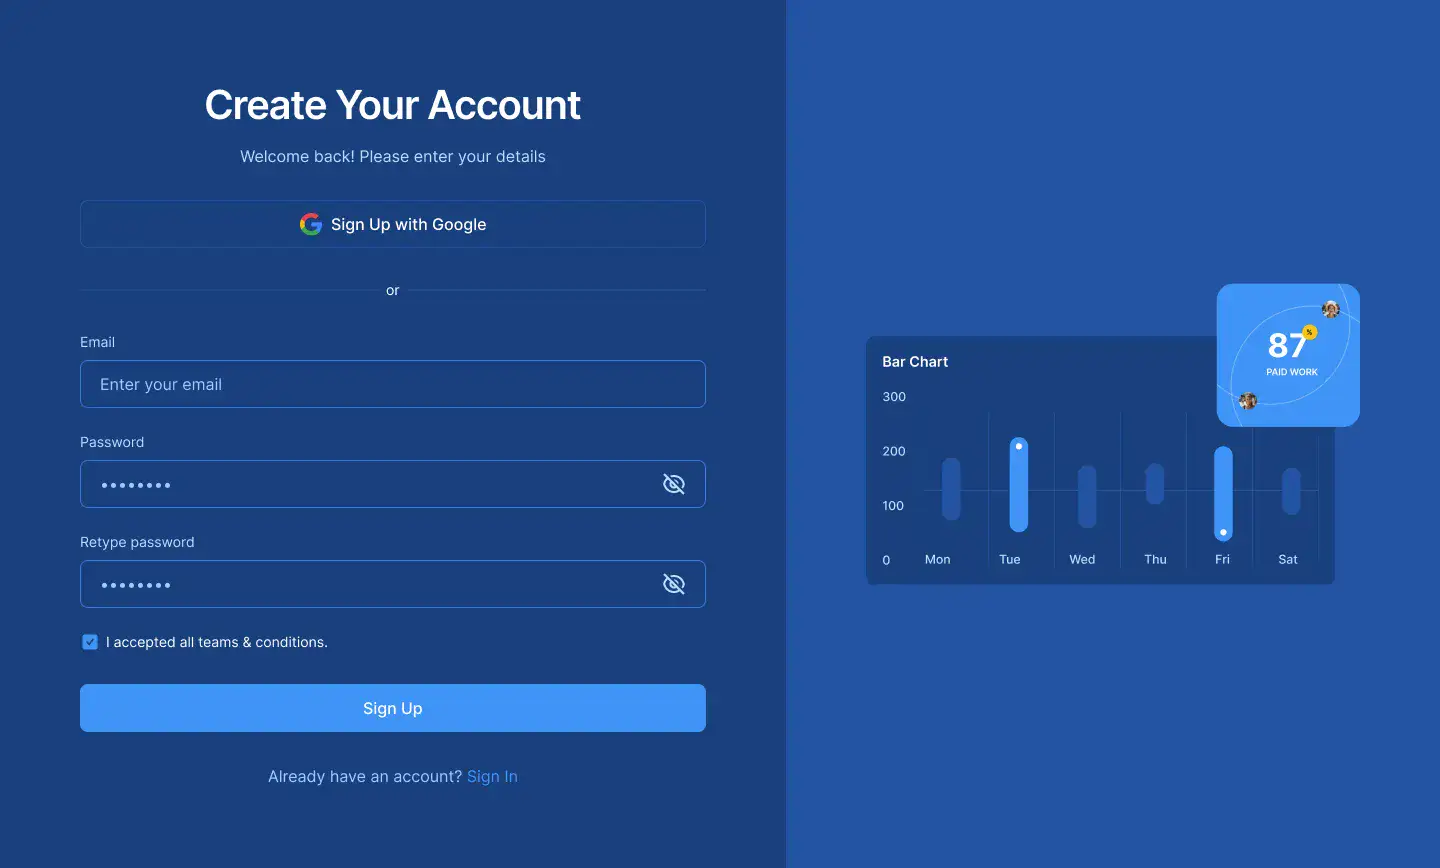 Create Your Account
Welcome back! Please enter your details
Sign Up with Google
or
Email
Enter your email
Password
••••••••
Retype password
••••••••
I accepted all teams & conditions.
Sign Up
Already have an account? Sign In
87%
PAID WORK
Bar Chart
300
200
100
0
Mon Tue Wed Thu Fri Sat